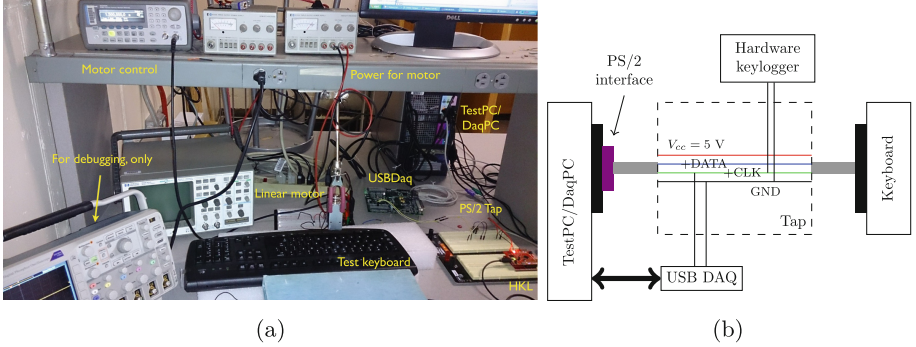 Motor control
Power for motor
DELL
TestPC/
DaqPC
For debugging, only
Linear motor
USBDaq
PS/2 Tap
Test keyboard
HKL
(a)
Hardware
keylogger
PS/2
interface
Vcc = 5 V
+DATA
+CLK
GND
Tap
TestPC/DaqPC
Keyboard
USB DAQ
(b)